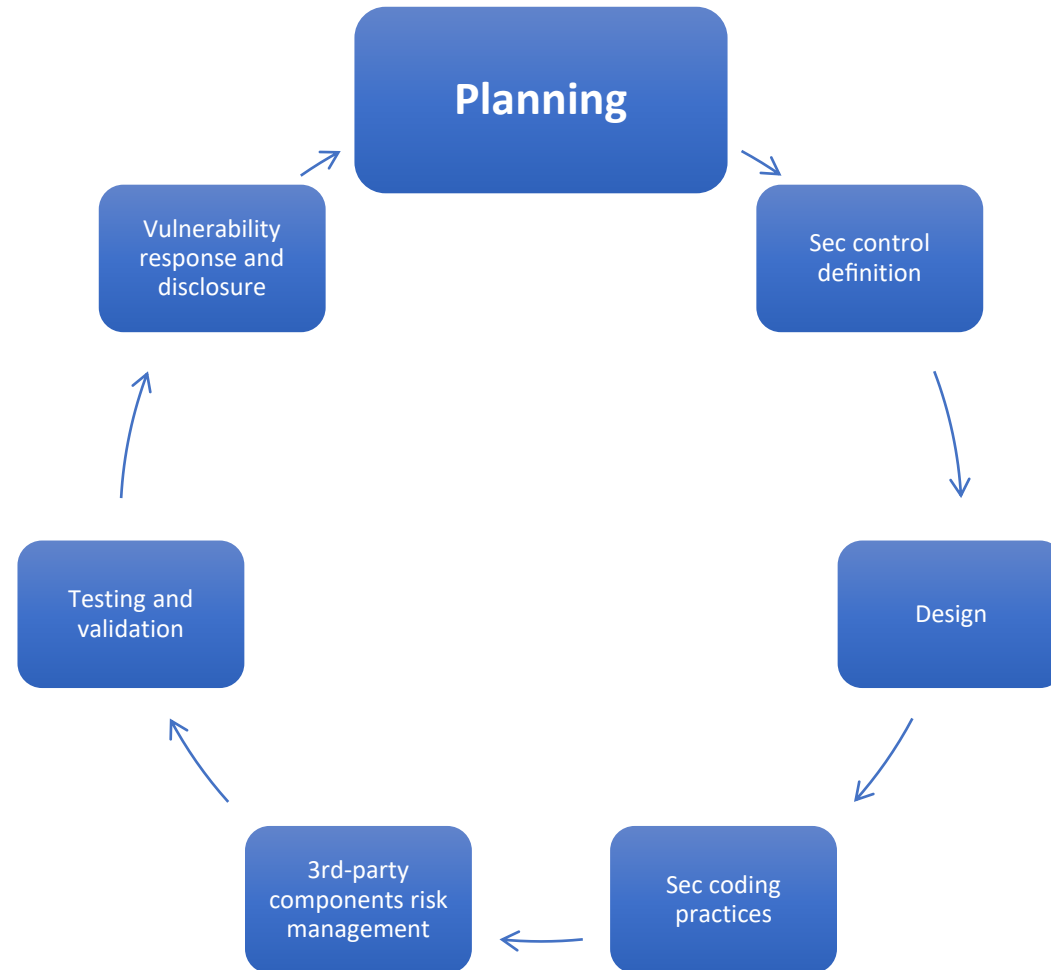 Planning
Sec control
definition
Design
Sec coding
practices
3rd-party
components risk
management
Testing and
validation
Vulnerability
response and
disclosure